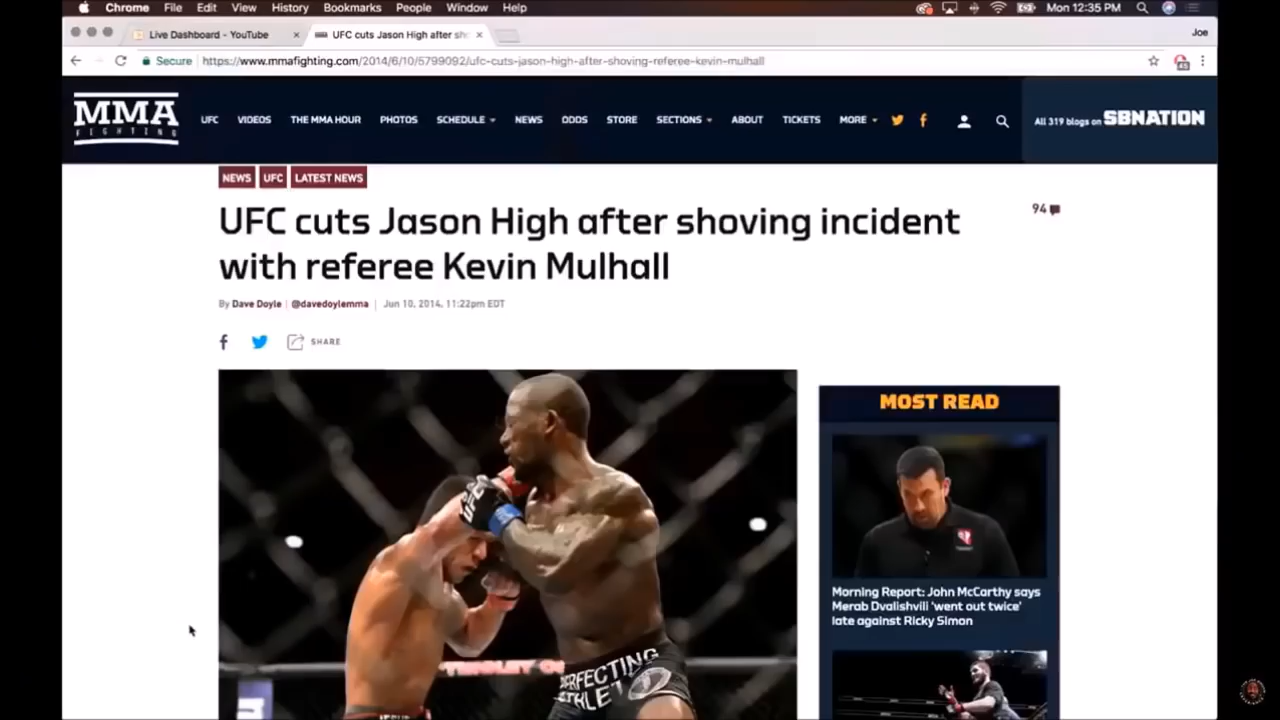 Chrome File Edit View History Bookmarks People Window Help Mon 12:35 PM
Live Dashboard - YouTube × UFC cuts Jason High after sho × Joe
Secure https://www.mmafighting.com/2014/6/10/5799092/ufc-cuts-jason-high-after-shoving-referee-kevin-mulhall
MMA FIGHTING
UFC VIDEOS THE MMA HOUR PHOTOS SCHEDULE NEWS ODDS STORE SECTIONS ABOUT TICKETS MORE
All 319 blogs on SBNATION
NEWS UFC LATEST NEWS
UFC cuts Jason High after shoving incident
with referee Kevin Mulhall
94
By Dave Doyle | @davedoylemma | Jun 10, 2014, 11:22pm EDT
SHARE
UFC
PERFECTING
MOST READ
Morning Report: John McCarthy says
Merab Dvalishvili 'went out twice'
late against Ricky Simon